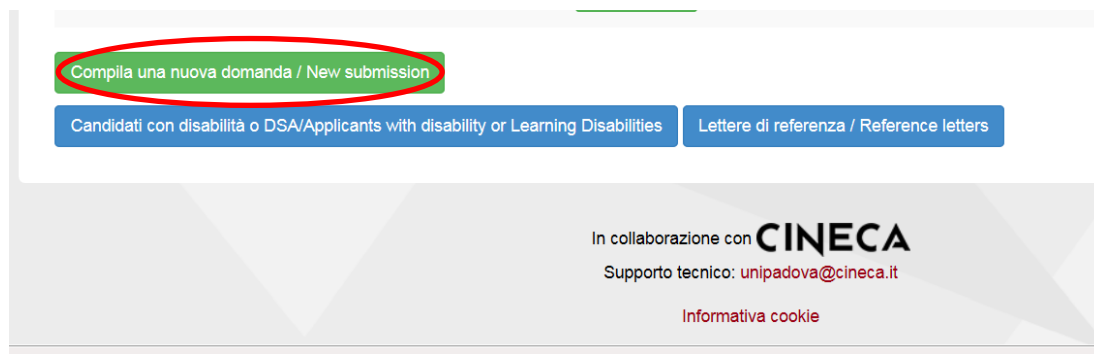 Compila una nuova domanda / New submission
Candidati con disabilità o DSA/Applicants with disability or Learning Disabilities
Lettere di referenza / Reference letters
In collaborazione con CINECA
Supporto tecnico: unipadova@cineca.it
Informativa cookie